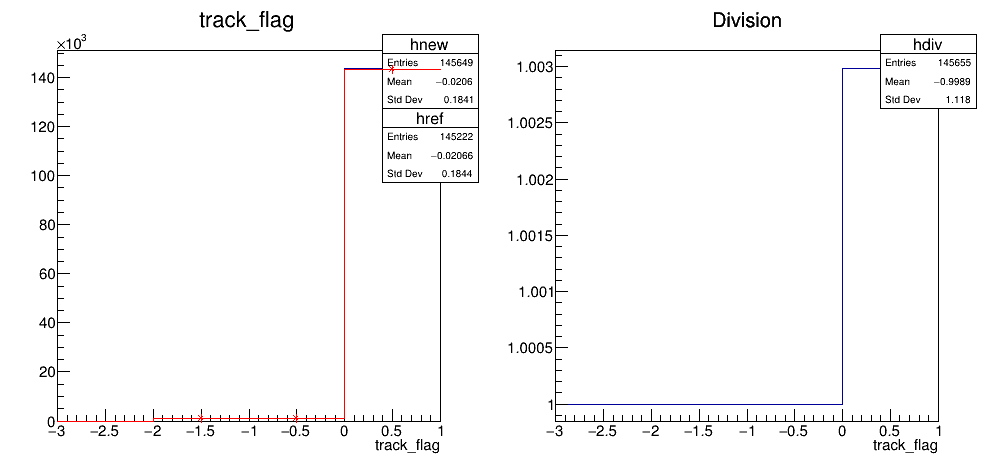 track_flag
×10³
hnew
Entries 145649
Mean −0.0206
Std Dev 0.1841
href
Entries 145222
Mean −0.02066
Std Dev 0.1844
140
120
100
80
60
40
20
0
−3 −2.5 −2 −1.5 −1 −0.5 0 0.5 1
track_flag
Division
hdiv
Entries 145655
Mean −0.9989
Std Dev 1.118
1.003
1.0025
1.002
1.0015
1.001
1.0005
1
−3 −2.5 −2 −1.5 −1 −0.5 0 0.5 1
track_flag